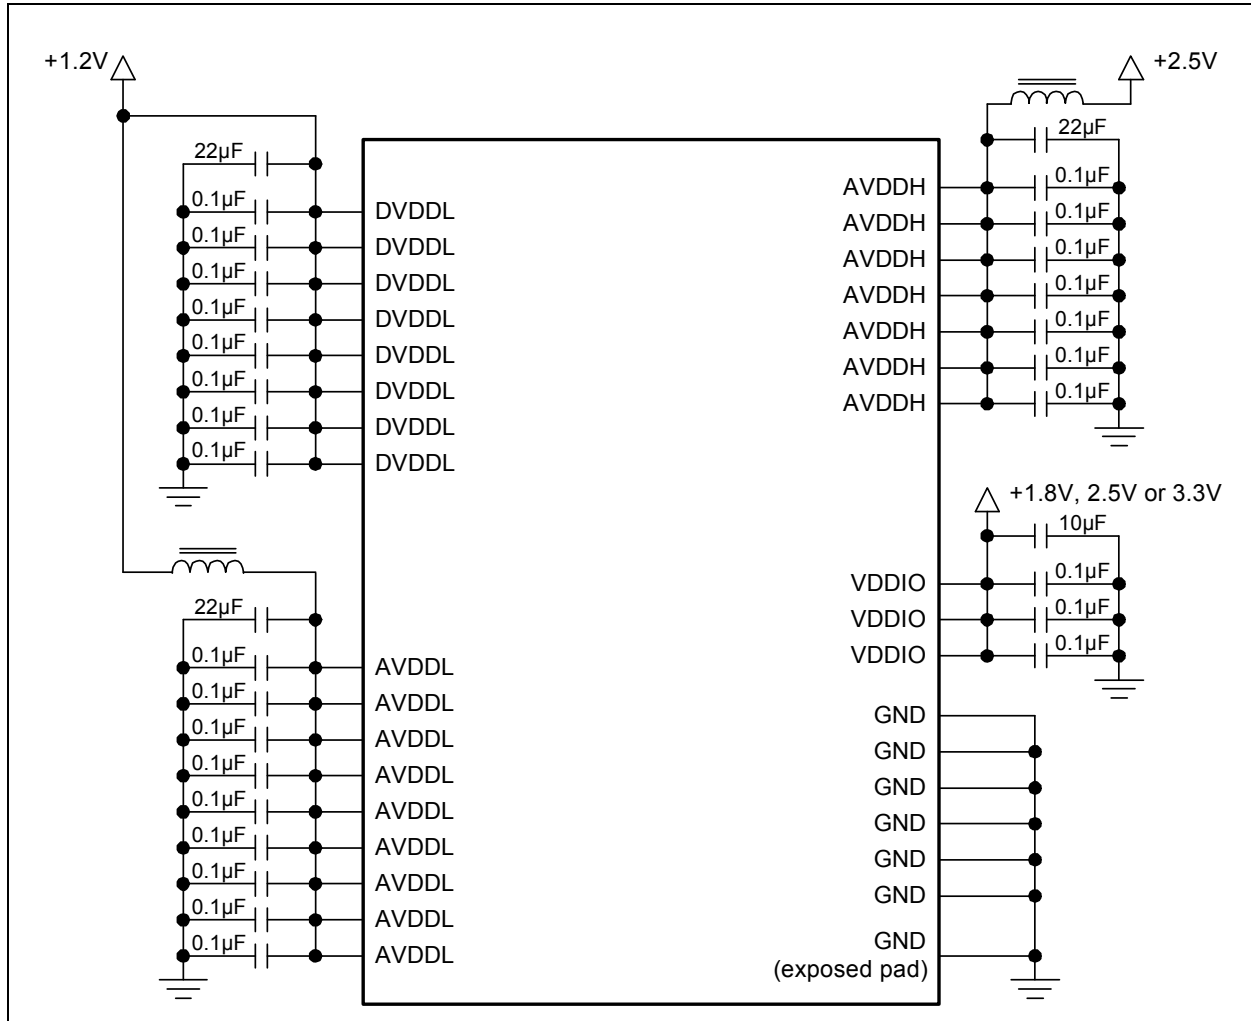 +1.2V
22µF
0.1µF
DVDDL
0.1µF
DVDDL
0.1µF
DVDDL
0.1µF
DVDDL
0.1µF
DVDDL
0.1µF
DVDDL
0.1µF
DVDDL
0.1µF
DVDDL
22µF
0.1µF
AVDDL
0.1µF
AVDDL
0.1µF
AVDDL
0.1µF
AVDDL
0.1µF
AVDDL
0.1µF
AVDDL
0.1µF
AVDDL
0.1µF
AVDDL
0.1µF
AVDDL
+2.5V
22µF
AVDDH
0.1µF
AVDDH
0.1µF
AVDDH
0.1µF
AVDDH
0.1µF
AVDDH
0.1µF
AVDDH
0.1µF
AVDDH
0.1µF
+1.8V, 2.5V or 3.3V
10µF
VDDIO
0.1µF
VDDIO
0.1µF
VDDIO
0.1µF
GND
GND
GND
GND
GND
GND
GND
(exposed pad)